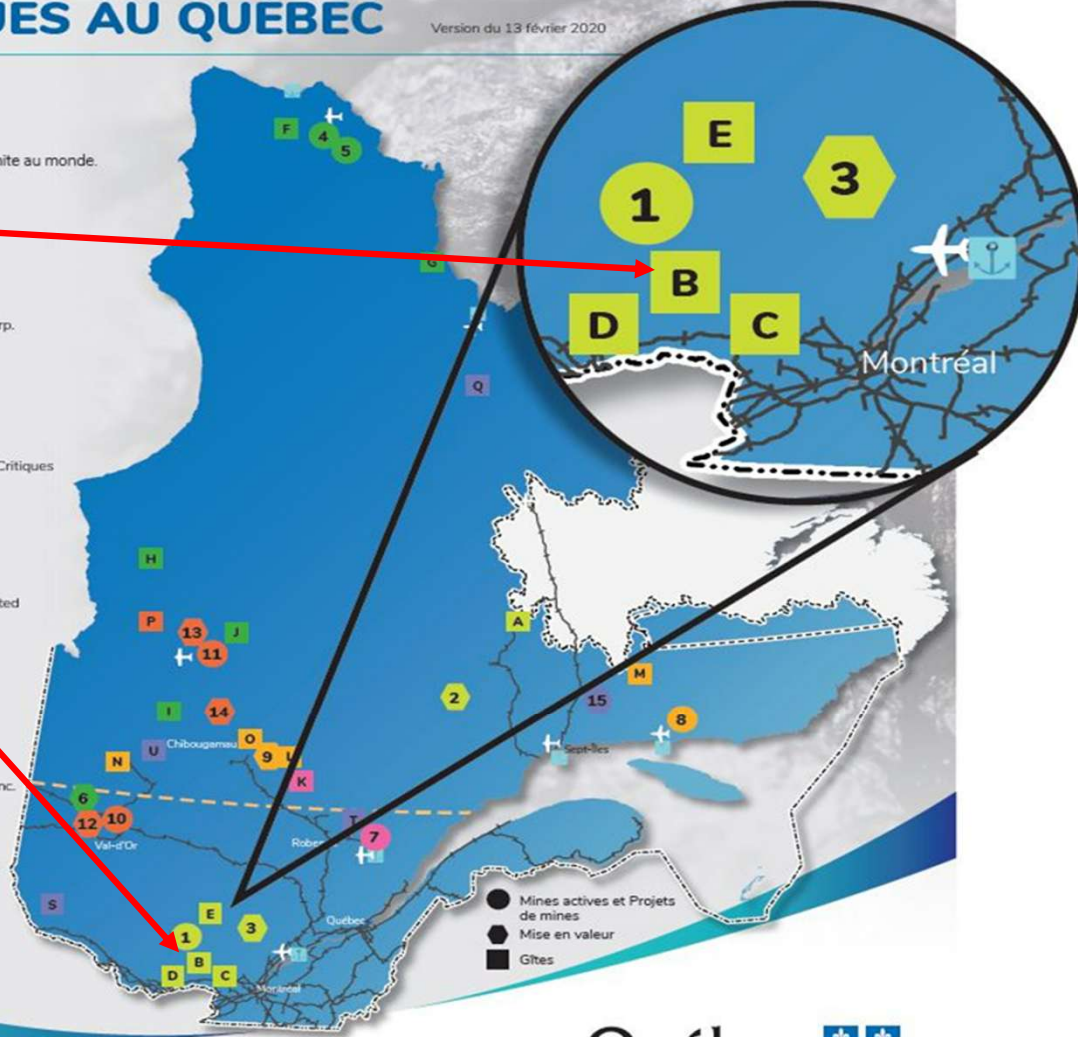 UES AU QUÉBEC
Version du 13 février 2020
F
4
5
ite au monde.
E
1
3
B
D
C
Montréal
G
rp.
Q
Critiques
H
ted
P
13
J
11
A
M
2
15
I
14
8
U
Chibougamau
O
9
L
N
Sept-Îles
K
nc.
6
12
10
Val-d'Or
T
7
Robe
S
E
1
3
Québec
B
D
C
Montréal
Mines actives et Projets
de mines
Mise en valeur
Gîtes